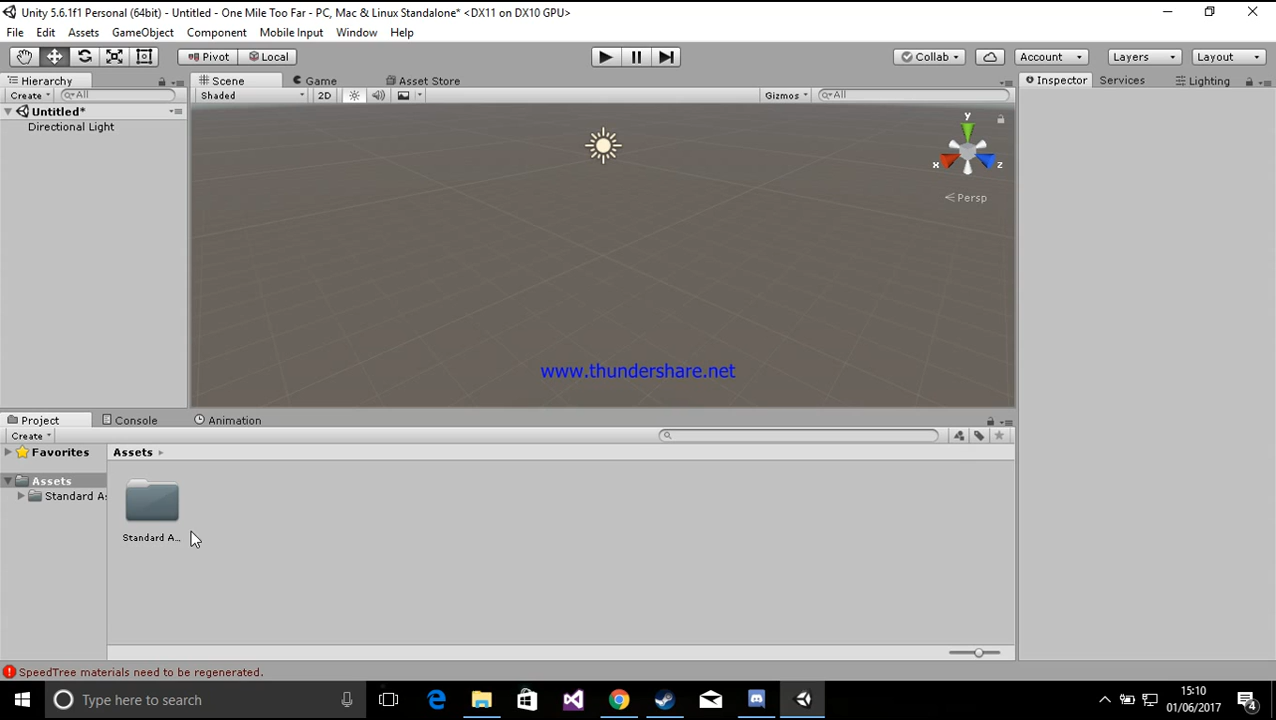 Unity 5.6.1f1 Personal (64bit) - Untitled - One Mile Too Far - PC, Mac & Linux Standalone* <DX11 on DX10 GPU>
File Edit Assets GameObject Component Mobile Input Window Help
Pivot Local Collab Account Layers Layout
Hierarchy Scene Game Asset Store Inspector Services Lighting
Create All Shaded 2D Gizmos All
Untitled*
Directional Light
y
x z
Persp
www.thundershare.net
Project Console Animation
Create
Favorites Assets
Assets
Standard As
Standard A...
SpeedTree materials need to be regenerated.
Type here to search
15:10
01/06/2017
4